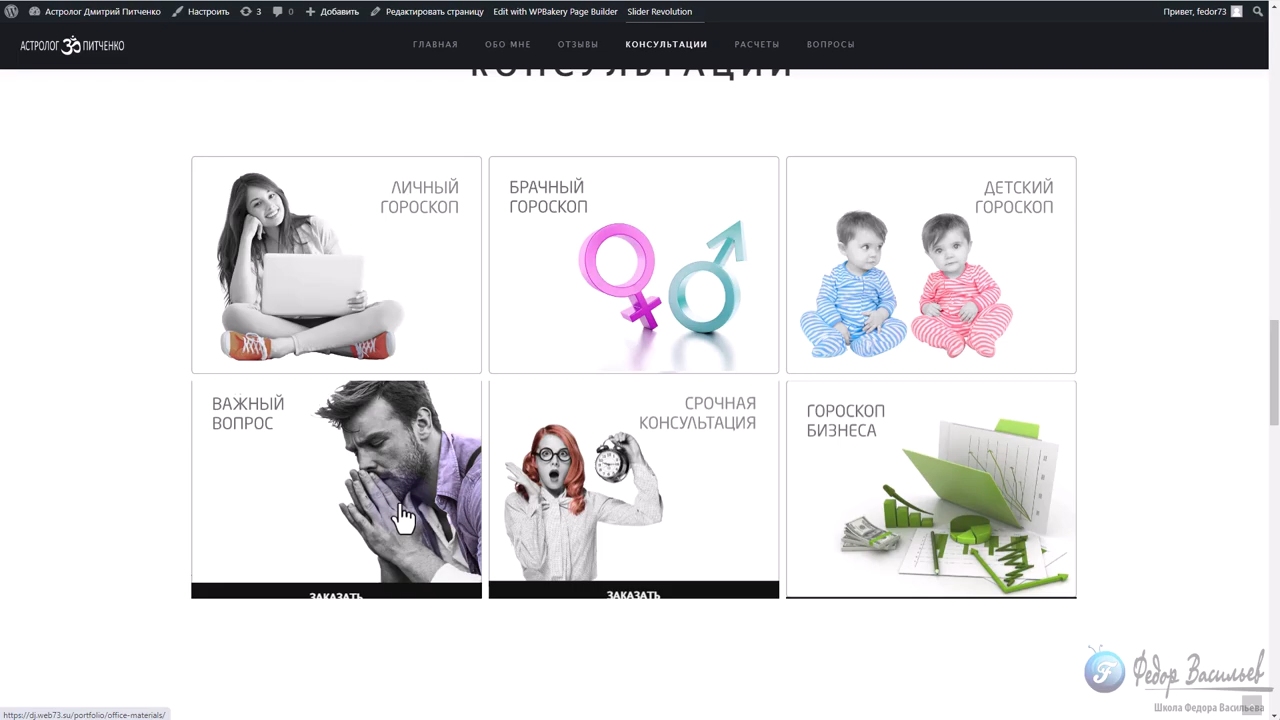 Астролог Дмитрий Питченко Настроить 3 0 Добавить Редактировать страницу Edit with WPBakery Page Builder Slider Revolution Привет, fedor73
АСТРОЛОГ ПИТЧЕНКО ГЛАВНАЯ ОБО МНЕ ОТЗЫВЫ КОНСУЛЬТАЦИИ РАСЧЕТЫ ВОПРОСЫ
КОНСУЛЬТАЦИИ
ЛИЧНЫЙ
ГОРОСКОП
БРАЧНЫЙ
ГОРОСКОП
ДЕТСКИЙ
ГОРОСКОП
ВАЖНЫЙ
ВОПРОС
ЗАКАЗАТЬ
СРОЧНАЯ
КОНСУЛЬТАЦИЯ
ЗАКАЗАТЬ
ГОРОСКОП
БИЗНЕСА
Федор Васильев
Школа Федора Васильева
https://dj.web73.su/portfolio/office-materials/